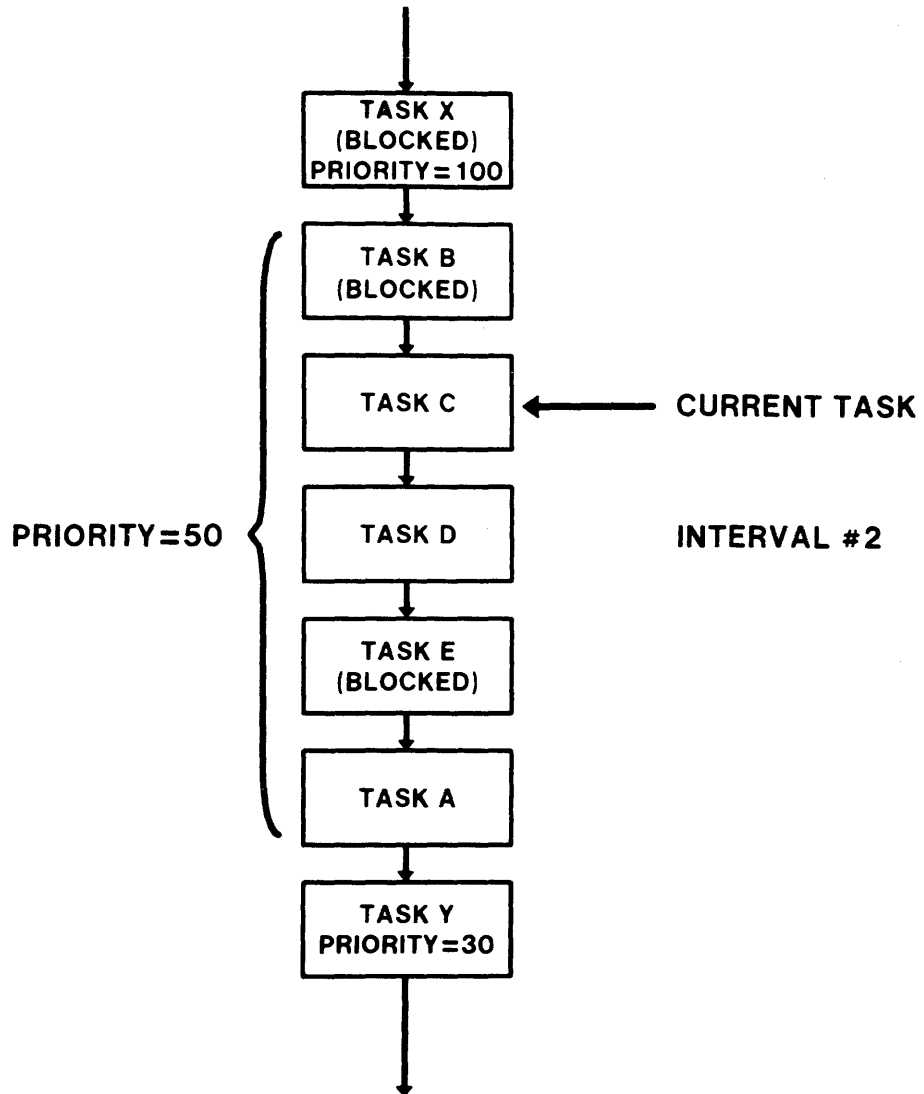 TASK X
(BLOCKED)
PRIORITY=100
TASK B
(BLOCKED)
TASK C
CURRENT TASK
PRIORITY=50
TASK D
INTERVAL #2
TASK E
(BLOCKED)
TASK A
TASK Y
PRIORITY=30